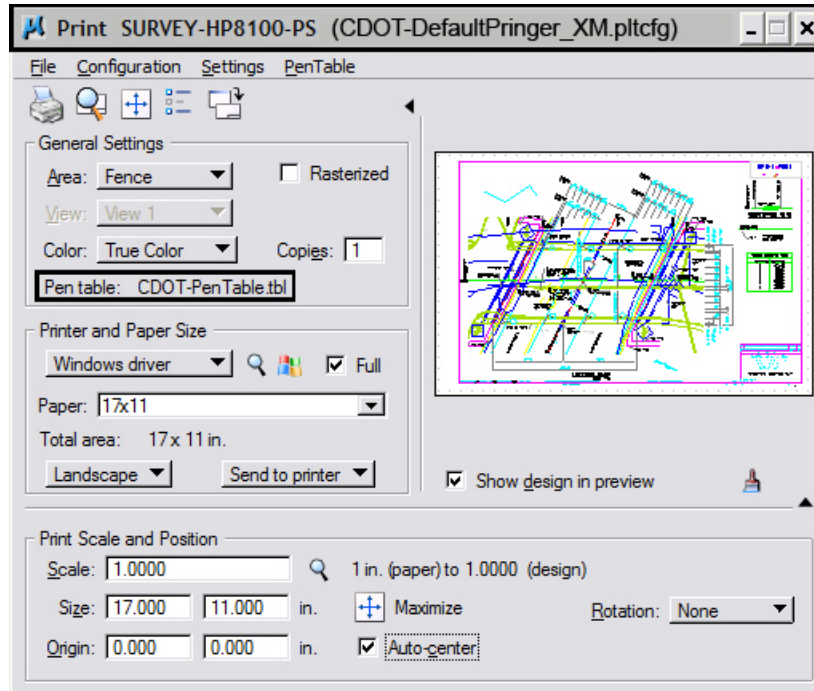 Print SURVEY-HP8100-PS (CDOT-DefaultPringer_XM.pltcfg)
File Configuration Settings PenTable
General Settings
Area: Fence
Rasterized
View: View 1
Color: True Color
Copies: 1
Pen table: CDOT-PenTable.tbl
Printer and Paper Size
Windows driver
Full
Paper: 17x11
Total area: 17 x 11 in.
Landscape
Send to printer
Show design in preview
Print Scale and Position
Scale: 1.0000
1 in. (paper) to 1.0000 (design)
Size: 17.000 11.000 in.
Maximize
Rotation: None
Origin: 0.000 0.000 in.
Auto-center